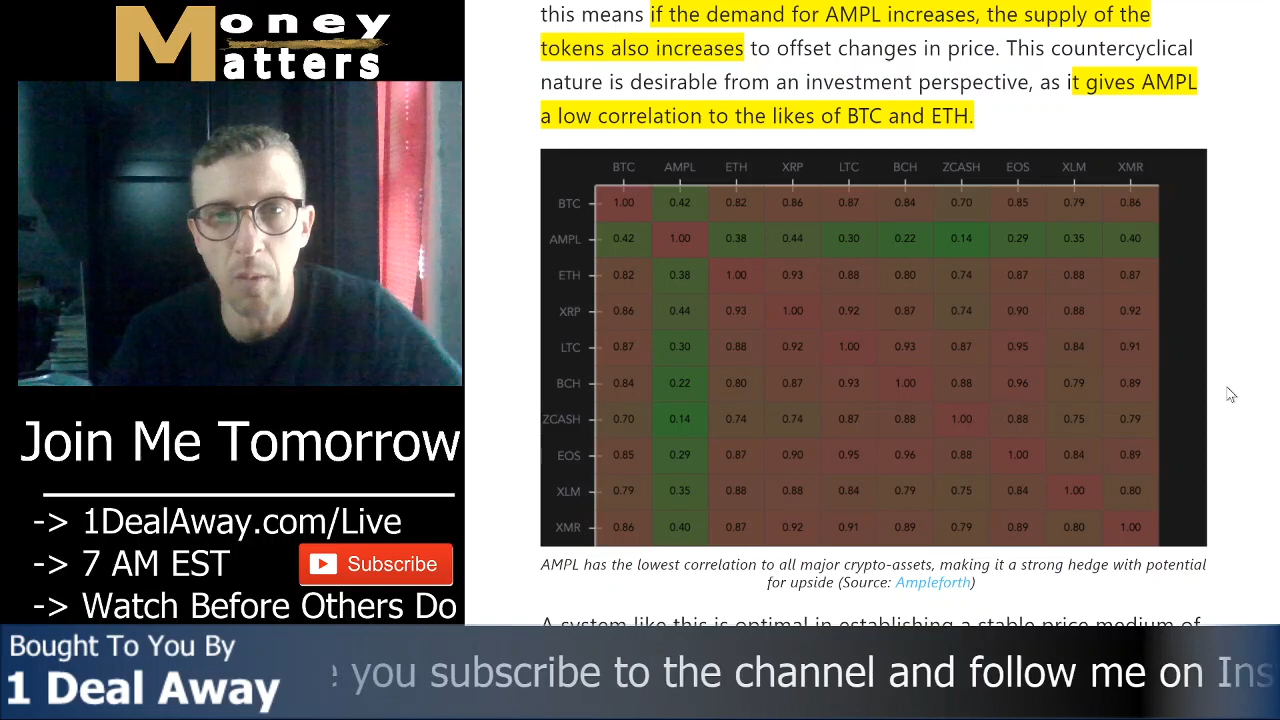 Money
Matters
Join Me Tomorrow
-> 1DealAway.com/Live
-> 7 AM EST
Subscribe
-> Watch Before Others Do
this means if the demand for AMPL increases, the supply of the
tokens also increases to offset changes in price. This countercyclical
nature is desirable from an investment perspective, as it gives AMPL
a low correlation to the likes of BTC and ETH.
BTC AMPL ETH XRP LTC BCH ZCASH EOS XLM XMR
BTC 1.00 0.42 0.82 0.86 0.87 0.84 0.70 0.85 0.79 0.86
AMPL 0.42 1.00 0.38 0.44 0.30 0.22 0.14 0.29 0.35 0.40
ETH 0.82 0.38 1.00 0.93 0.88 0.80 0.74 0.87 0.88 0.87
XRP 0.86 0.44 0.93 1.00 0.92 0.87 0.74 0.90 0.88 0.92
LTC 0.87 0.30 0.88 0.92 1.00 0.93 0.87 0.95 0.84 0.91
BCH 0.84 0.22 0.80 0.87 0.93 1.00 0.88 0.96 0.79 0.89
ZCASH 0.70 0.14 0.74 0.74 0.87 0.88 1.00 0.88 0.75 0.79
EOS 0.85 0.29 0.87 0.90 0.95 0.96 0.88 1.00 0.84 0.89
XLM 0.79 0.35 0.88 0.88 0.84 0.79 0.75 0.84 1.00 0.80
XMR 0.86 0.40 0.87 0.92 0.91 0.89 0.79 0.89 0.80 1.00
AMPL has the lowest correlation to all major crypto-assets, making it a strong hedge with potential
for upside (Source: Ampleforth)
A system like this is optimal in establishing a stable price medium of
Bought To You By
1 Deal Away
you subscribe to the channel and follow me on Ins